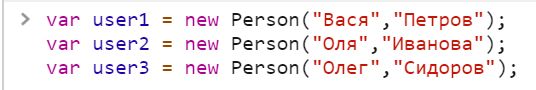 > var user1 = new Person("Вася","Петров");
var user2 = new Person("Оля","Иванова");
var user3 = new Person("Олег","Сидоров");